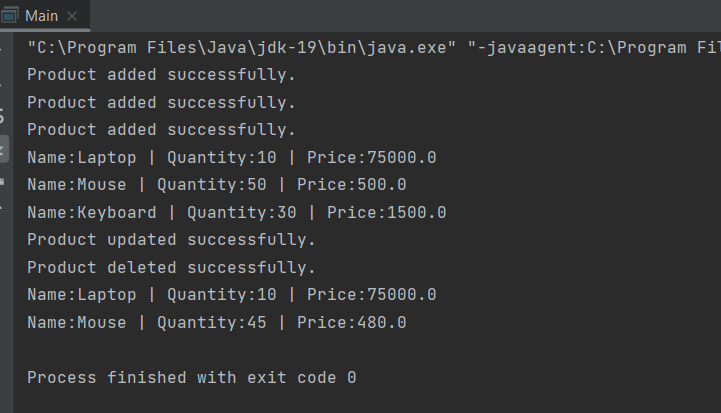 Main
"C:\Program Files\Java\jdk-19\bin\java.exe" "-javaagent:C:\Program Fil
Product added successfully.
Product added successfully.
Product added successfully.
Name:Laptop | Quantity:10 | Price:75000.0
Name:Mouse | Quantity:50 | Price:500.0
Name:Keyboard | Quantity:30 | Price:1500.0
Product updated successfully.
Product deleted successfully.
Name:Laptop | Quantity:10 | Price:75000.0
Name:Mouse | Quantity:45 | Price:480.0
Process finished with exit code 0